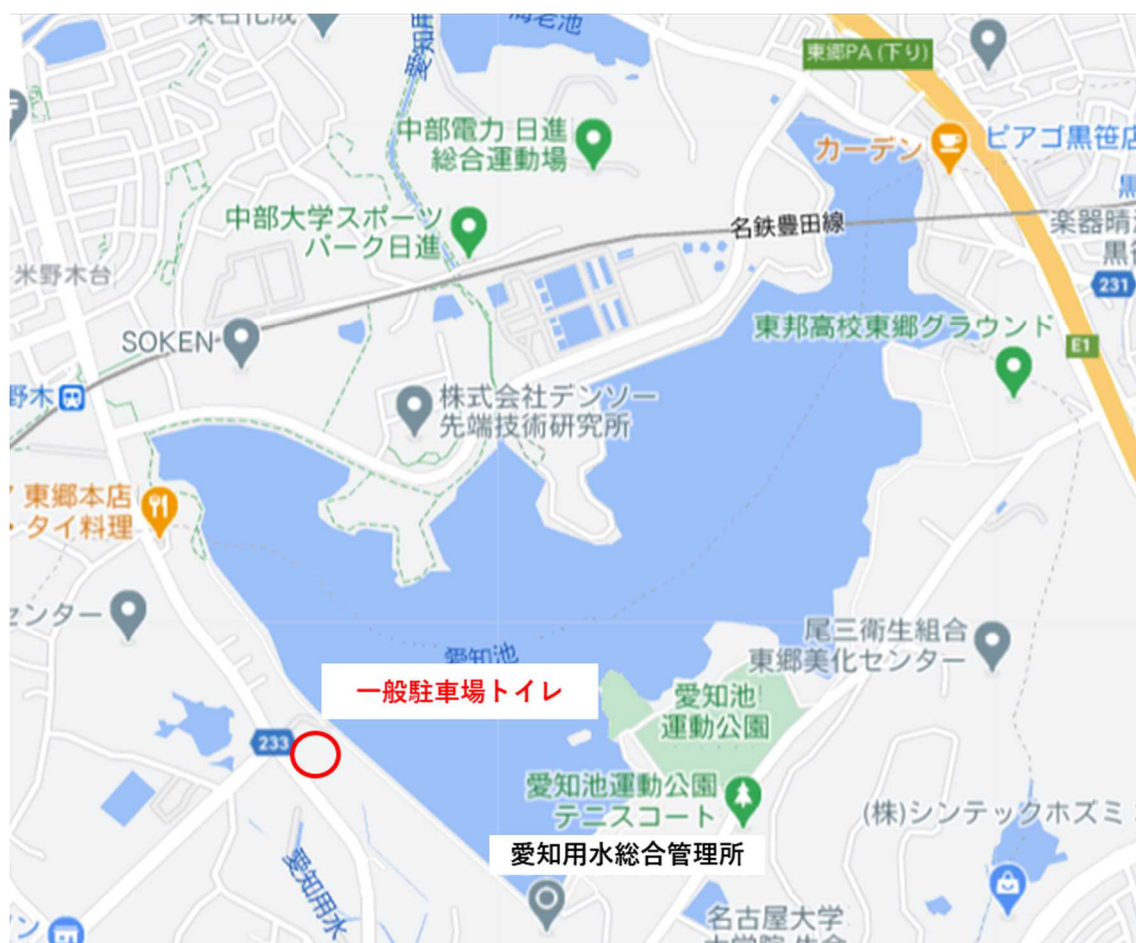 愛知用
東郷PA (下り)
中部電力 日進
総合運動場
カーデン
ピアゴ黒笹店
中部大学スポーツ
パーク日進
名鉄豊田線
米野木台
231
SOKEN
東邦高校東郷グラウンド
E1
野木
株式会社デンソー
先端技術研究所
東郷本店
タイ料理
センター
尾三衛生組合
東郷美化センター
愛知池
一般駐車場トイレ
愛知池
運動公園
233
愛知池運動公園
テニスコート
(株)シンテックホズミ
愛知用水総合管理所
愛知用水
名古屋大学